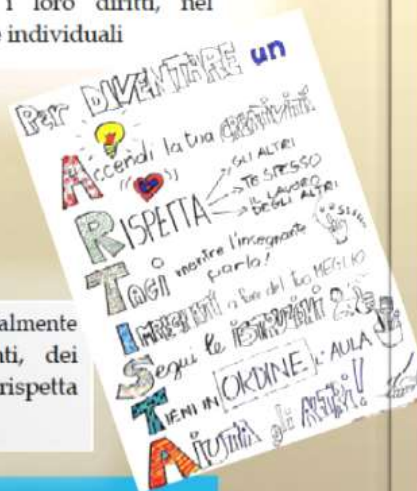 i loro diritti, nel
e individuali
Per DIVENTARE un
Accendi la tua CREATIVITÀ
RISPETTA
GLI ALTRI
TE STESSO
IL LAVORO
DEGLI ALTRI
TACI mentre l'insegnante
parla!
IMPEGNATI a fare del tuo MEGLIO
Segui le ISTRUZIONI
TIENI IN ORDINE L'AULA
AIUTA gli ALTRI!
almente
ti, dei
rispetta